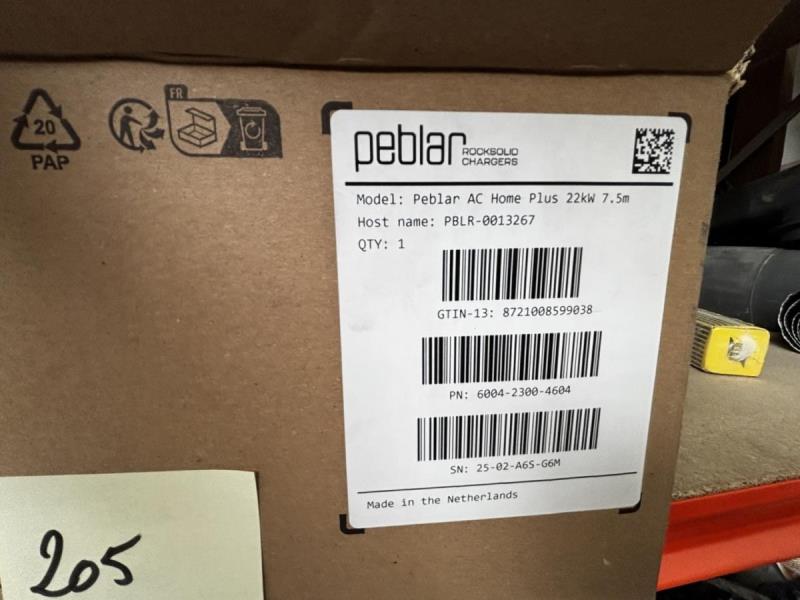 20
PAP
FR
peblar ROCKSOLID
CHARGERS
Model: Peblar AC Home Plus 22kW 7.5m
Host name: PBLR-0013267
QTY: 1
GTIN-13: 8721008599038
PN: 6004-2300-4604
SN: 25-02-A6S-G6M
Made in the Netherlands
205